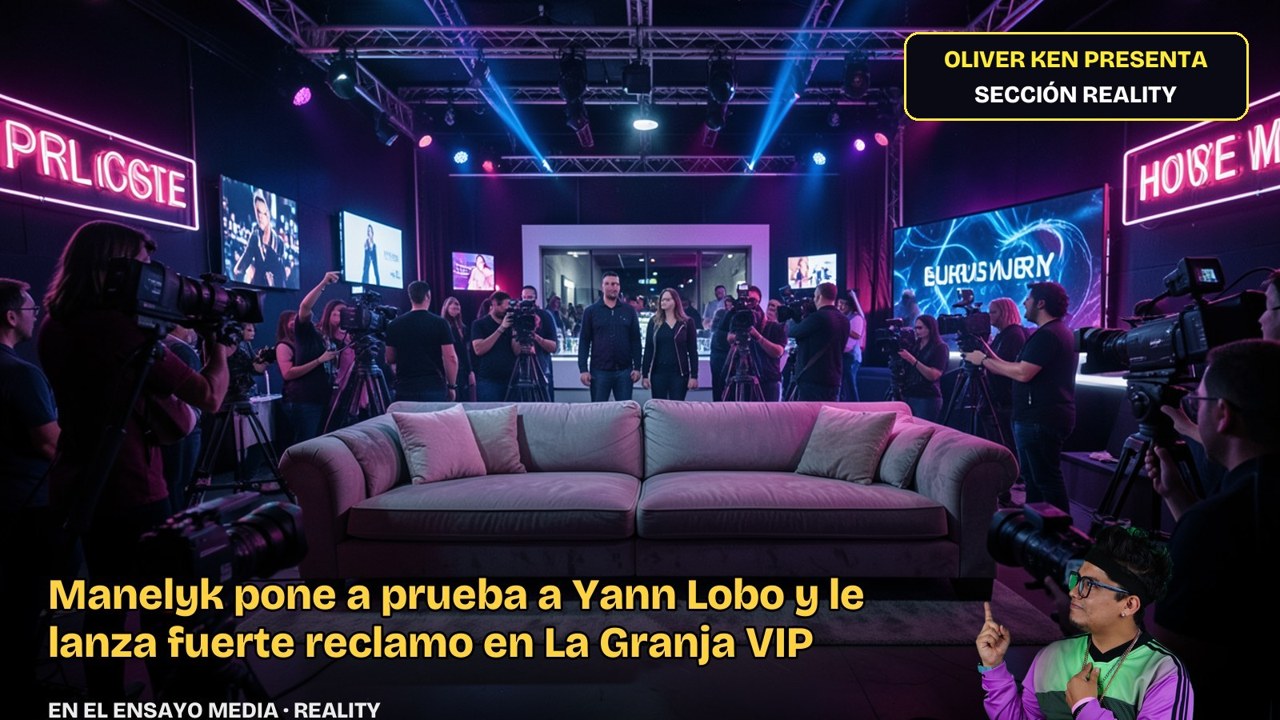 OLIVER KEN PRESENTA
SECCIÓN REALITY
Manelyk pone a prueba a Yann Lobo y le
lanza fuerte reclamo en La Granja VIP
EN EL ENSAYO MEDIA · REALITY